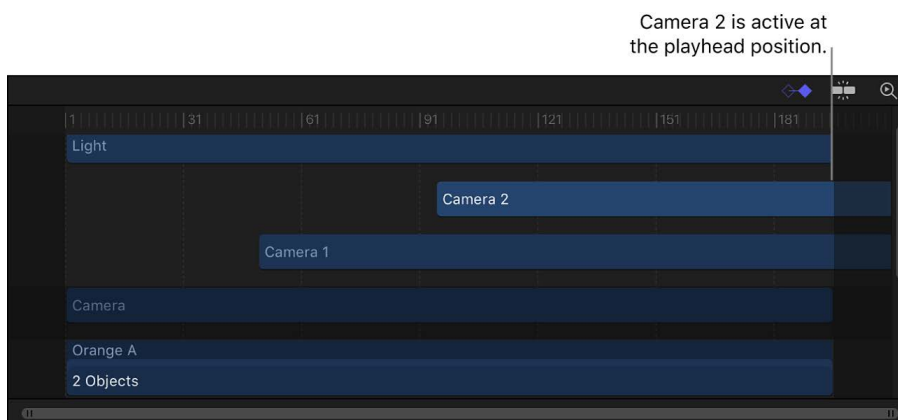 Camera 2 is active at
the playhead position.
1 31 61 91 121 151 181
Light
Camera 2
Camera 1
Camera
Orange A
2 Objects